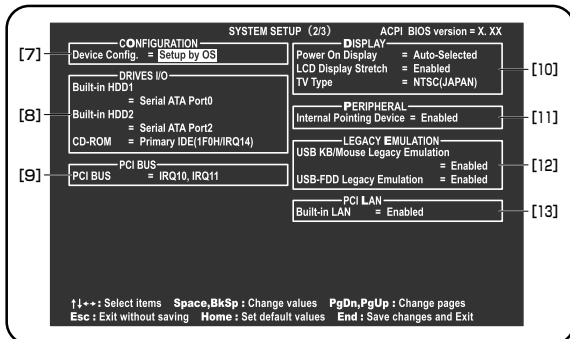 SYSTEM SETUP (2/3) ACPI BIOS version = X. XX
[7]
CONFIGURATION
Device Config. = Setup by OS
[8]
DRIVES I/O
Built-in HDD1
= Serial ATA Port0
Built-in HDD2
= Serial ATA Port2
CD-ROM = Primary IDE(1F0H/IRQ14)
[9]
PCI BUS
PCI BUS = IRQ10, IRQ11
DISPLAY
Power On Display = Auto-Selected
LCD Display Stretch = Enabled
TV Type = NTSC(JAPAN)
[10]
PERIPHERAL
Internal Pointing Device = Enabled
[11]
LEGACY EMULATION
USB KB/Mouse Legacy Emulation
= Enabled
USB-FDD Legacy Emulation = Enabled
[12]
PCI LAN
Built-in LAN = Enabled
[13]
↑↓←→ : Select items Space,BkSp : Change values PgDn,PgUp : Change pages
Esc : Exit without saving Home : Set default values End : Save changes and Exit